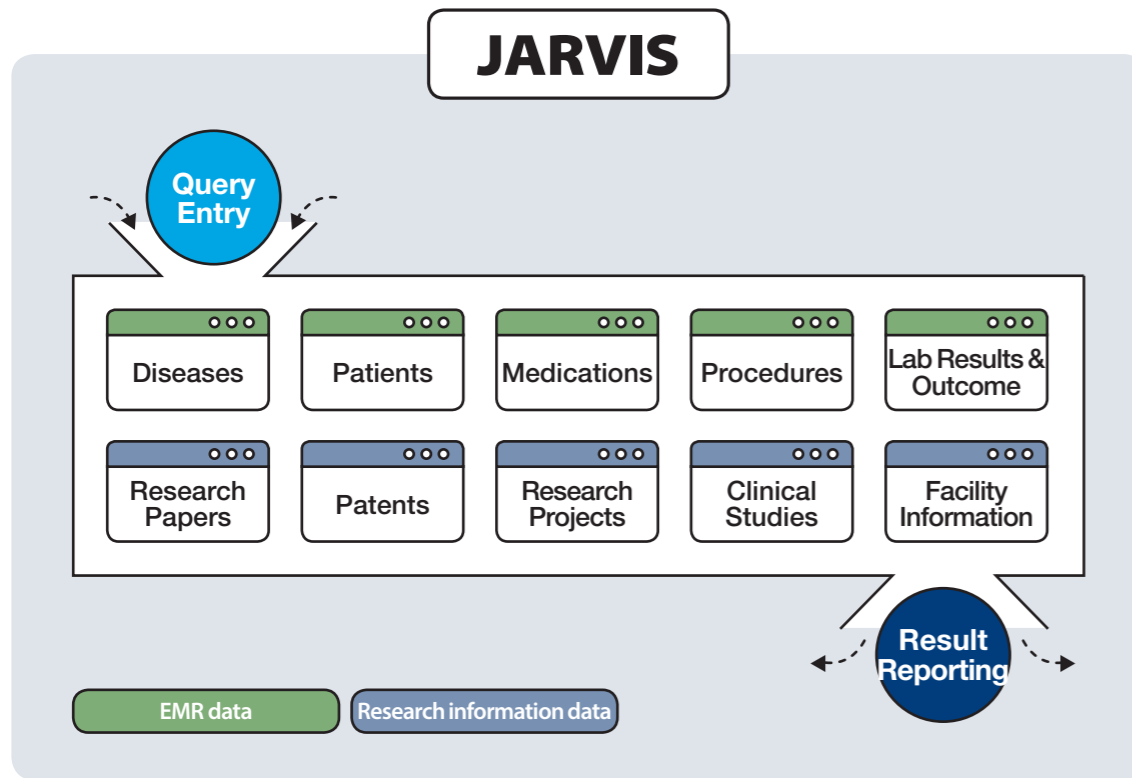 JARVIS
Query
Entry
Diseases
Patients
Medications
Procedures
Lab Results &
Outcome
Research
Papers
Patents
Research
Projects
Clinical
Studies
Facility
Information
Result
Reporting
EMR data
Research information data